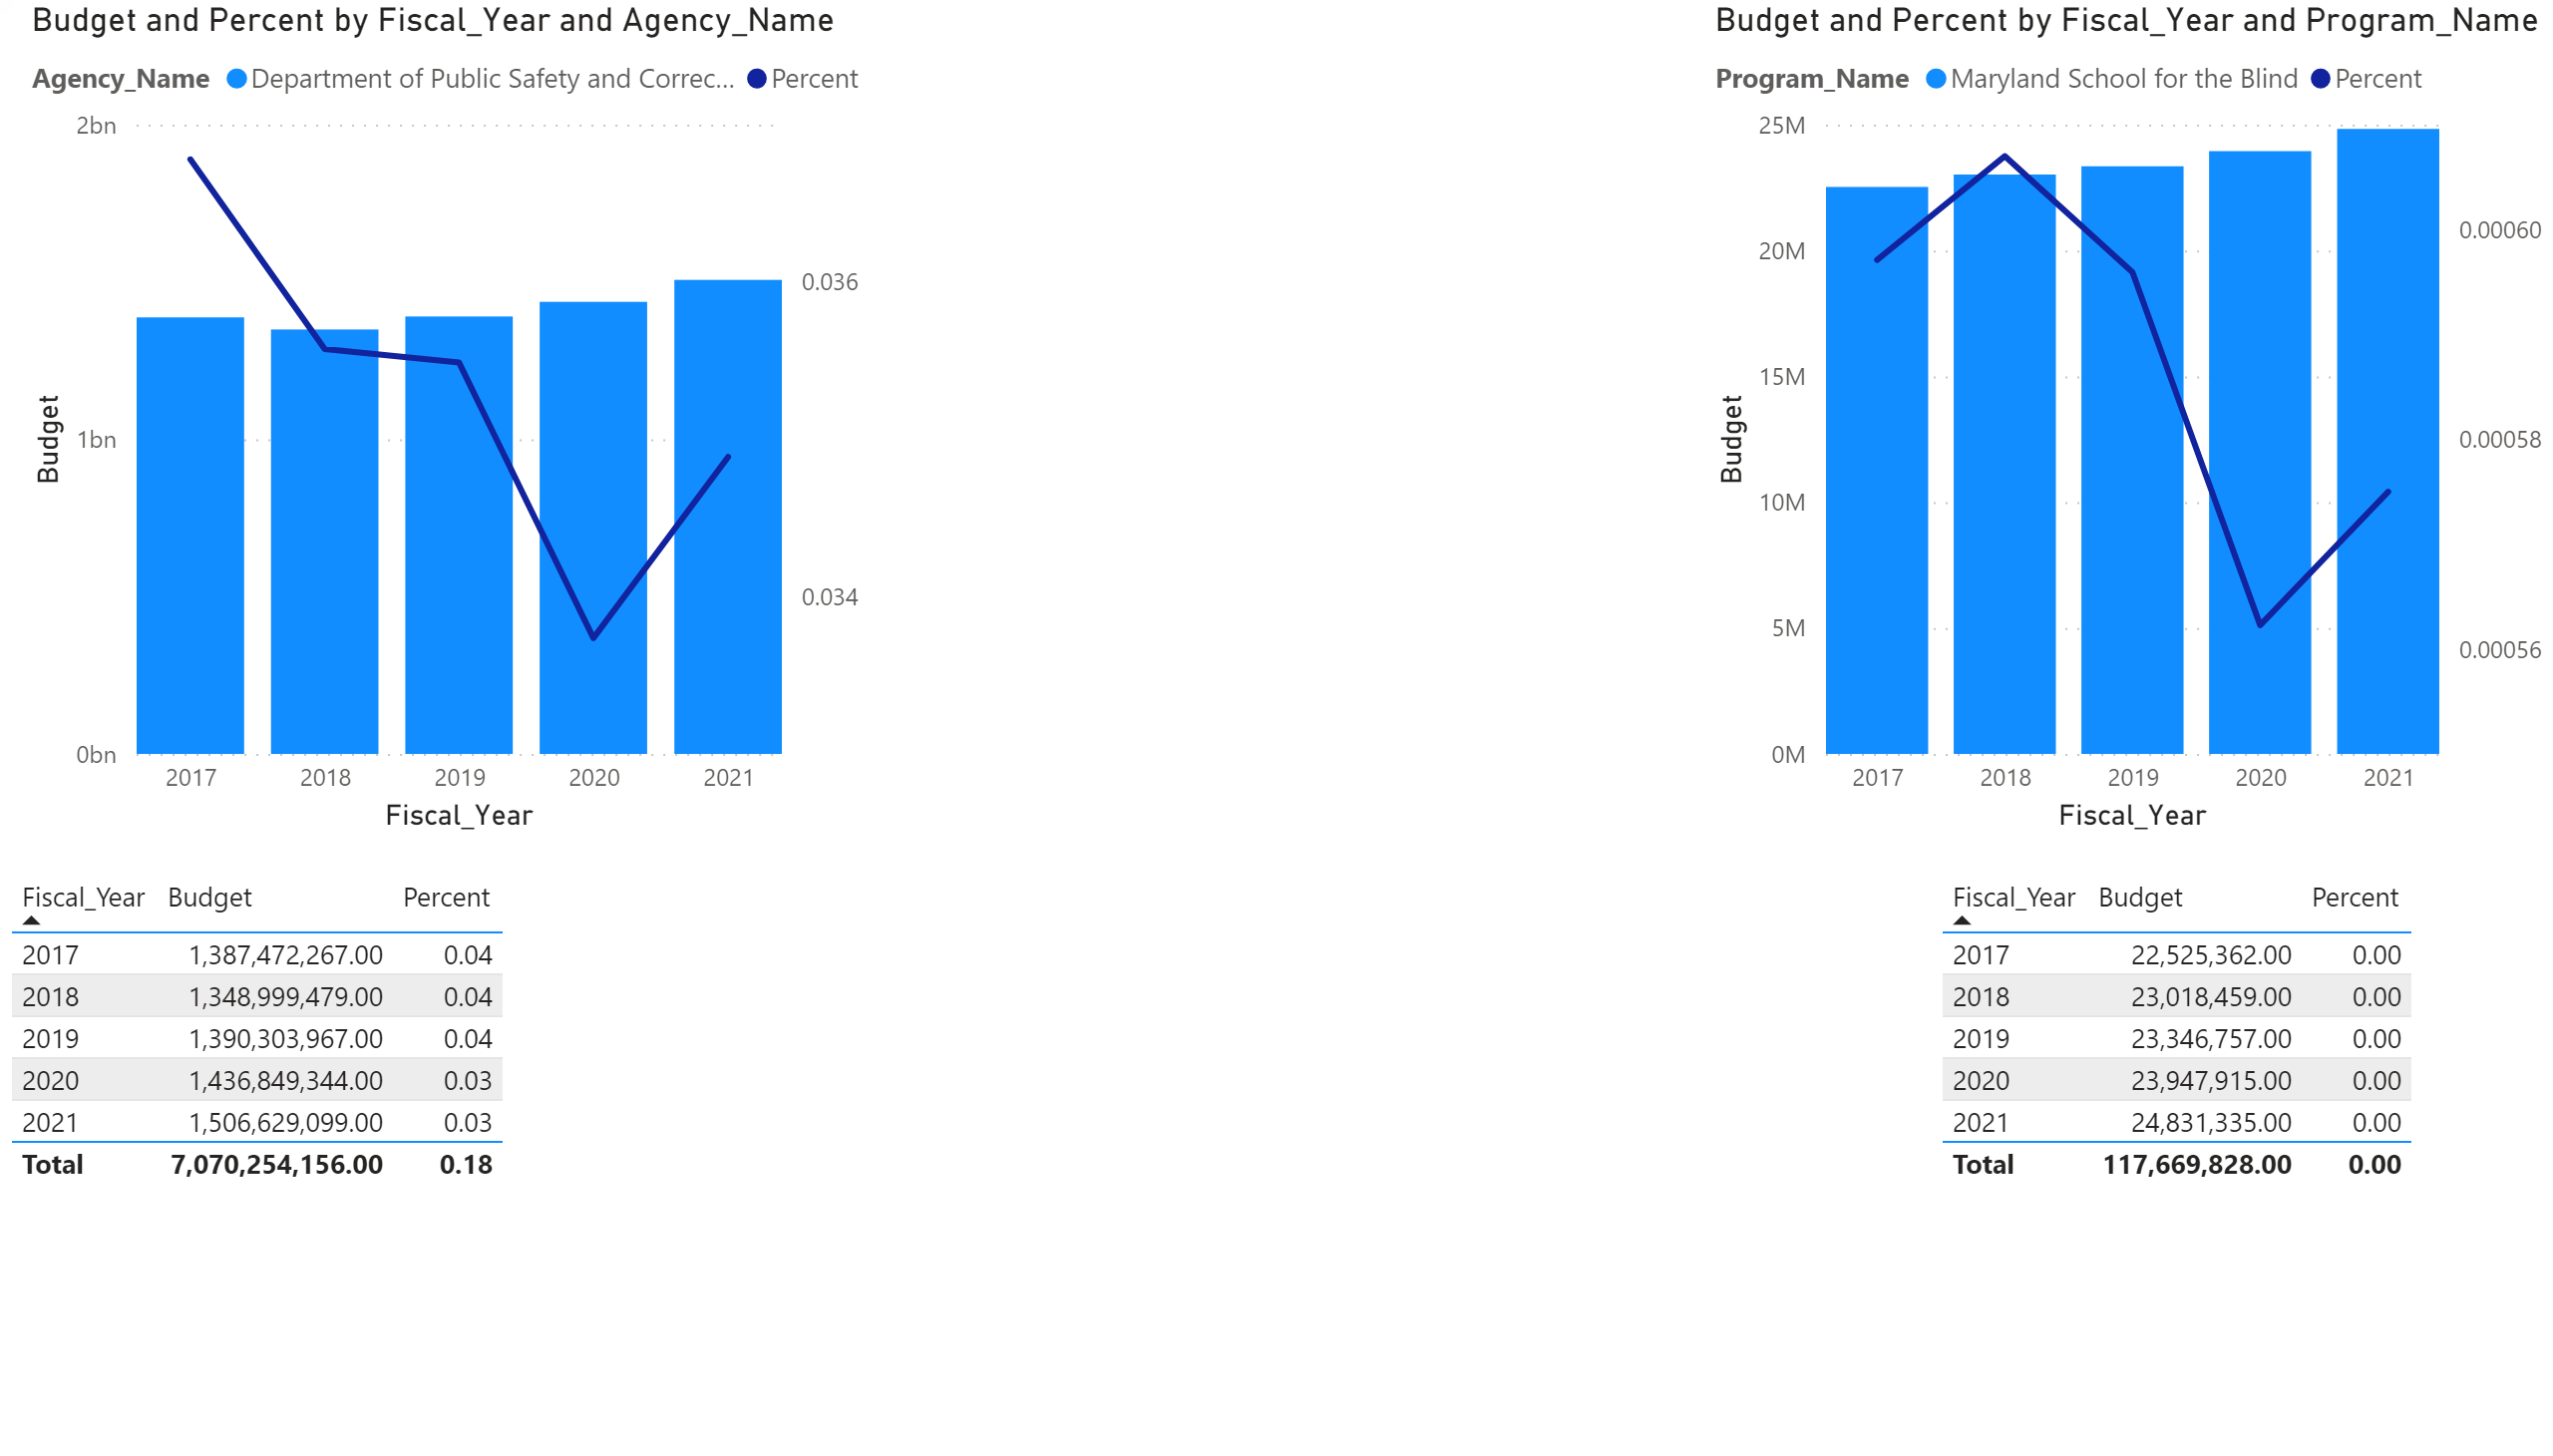 Budget and Percent by Fiscal_Year and Agency_Name
Agency_Name Department of Public Safety and Correc... Percent
2bn
1bn
0bn
Budget
0.036
0.034
2017 2018 2019 2020 2021
Fiscal_Year
Fiscal_Year Budget Percent
2017 1,387,472,267.00 0.04
2018 1,348,999,479.00 0.04
2019 1,390,303,967.00 0.04
2020 1,436,849,344.00 0.03
2021 1,506,629,099.00 0.03
Total 7,070,254,156.00 0.18
Budget and Percent by Fiscal_Year and Program_Name
Program_Name Maryland School for the Blind Percent
25M
20M
15M
10M
5M
0M
Budget
0.00060
0.00058
0.00056
2017 2018 2019 2020 2021
Fiscal_Year
Fiscal_Year Budget Percent
2017 22,525,362.00 0.00
2018 23,018,459.00 0.00
2019 23,346,757.00 0.00
2020 23,947,915.00 0.00
2021 24,831,335.00 0.00
Total 117,669,828.00 0.00